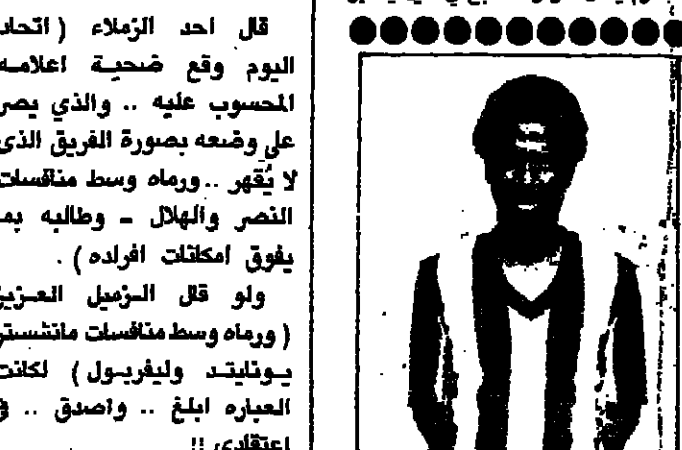 قال احد الزملاء ( اتحاد
اليوم وقع ضحية اعلامه
المحسوب عليه .. والذي يصر
على وضعه بصورة الفريق الذى
لا يُقهر .. ورماه وسط منافسات
النصر والهلال - وطالبه بما
يفوق امكانات افراده ) .
ولو قال الزميل العزيز
( ورماه وسط منافسات مانشستر
يونايتد وليفربول ) لكانت
العباره ابلغ .. واصدق .. في
اعتقادى !!